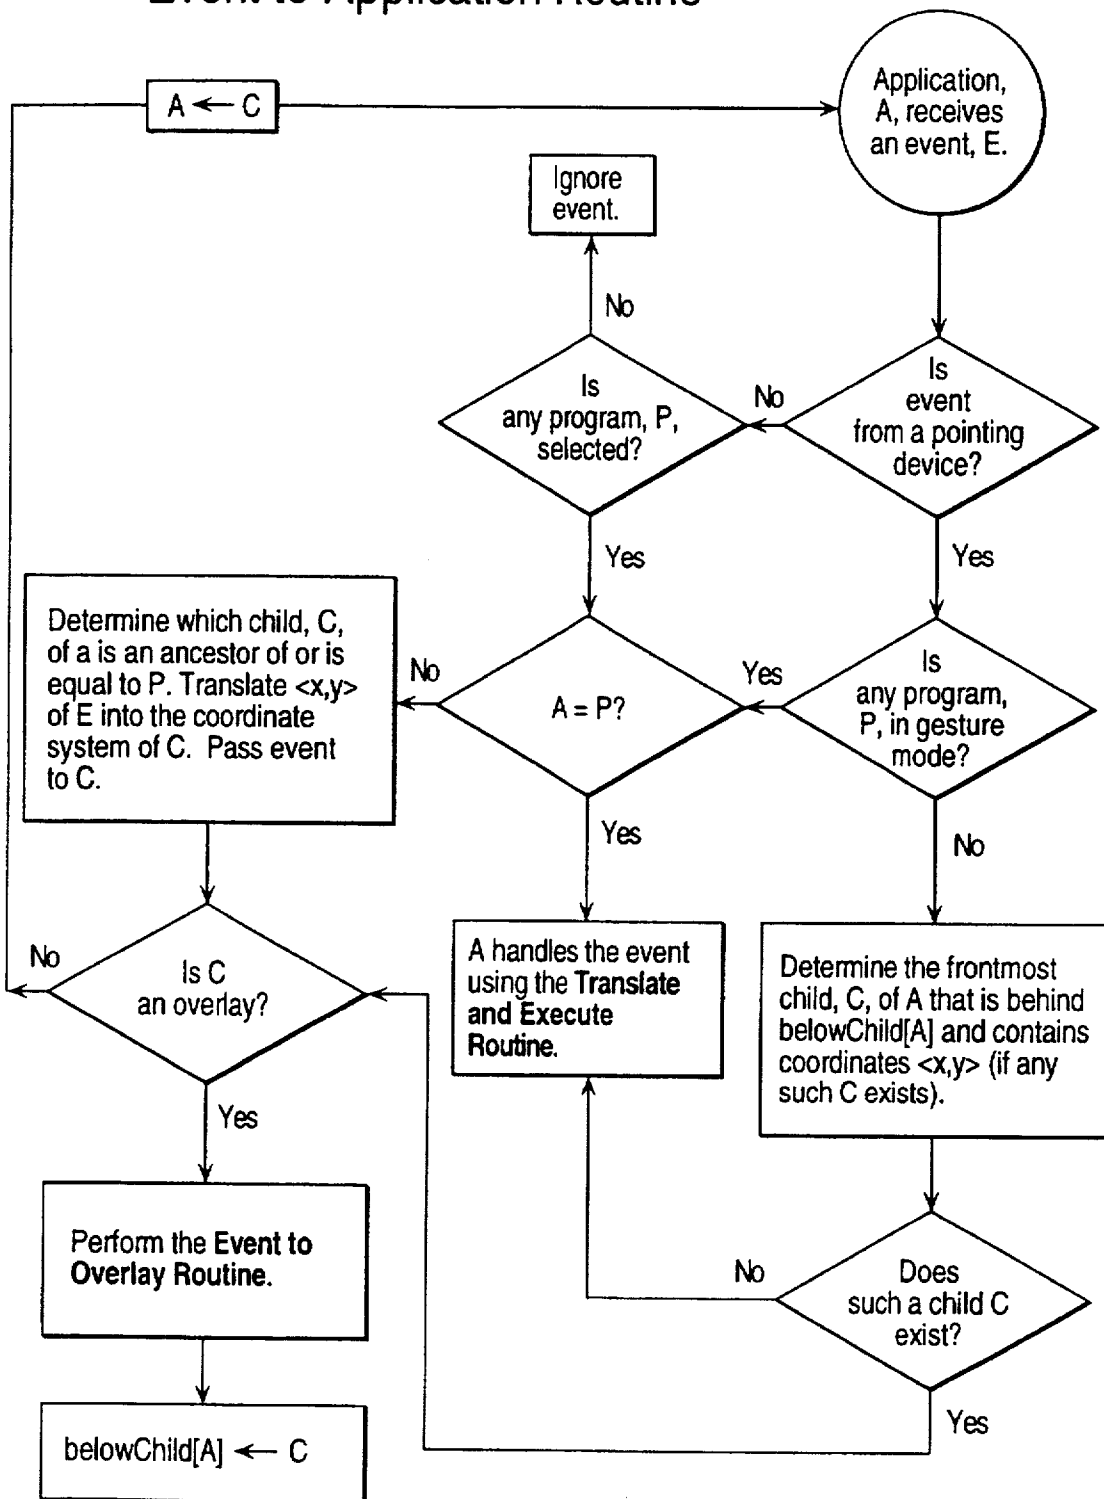 Event to Application Routine
A ← C
Application,
A, receives
an event, E.
Ignore
event.
No
Is
any program, P,
selected?
No
Is
event
from a pointing
device?
Yes
Yes
Determine which child, C,
of a is an ancestor of or is
equal to P. Translate <x,y>
of E into the coordinate
system of C. Pass event
to C.
No
A = P?
Yes
Is
any program,
P, in gesture
mode?
Yes
No
No
Is C
an overlay?
A handles the event
using the Translate
and Execute
Routine.
Determine the frontmost
child, C, of A that is behind
belowChild[A] and contains
coordinates <x,y> (if any
such C exists).
Yes
Perform the Event to
Overlay Routine.
No
Does
such a child C
exist?
Yes
belowChild[A] ← C